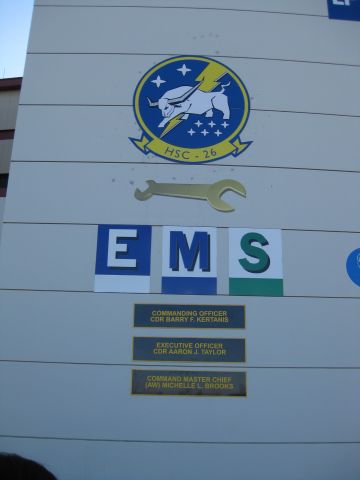 HSC - 26
E M S
COMMANDING OFFICER
CDR BARRY F. KERTANIS
EXECUTIVE OFFICER
CDR AARON J. TAYLOR
COMMAND MASTER CHIEF
(AW) MICHELLE L. BROOKS